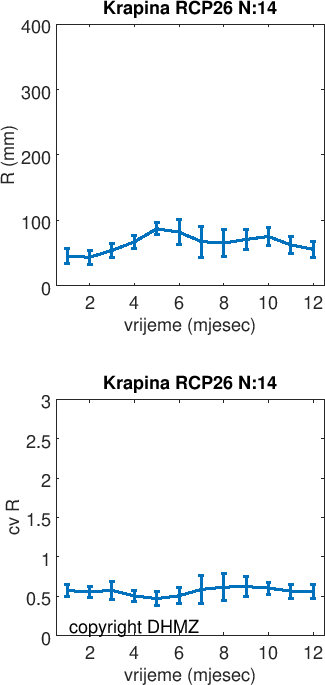 Krapina RCP26 N:14
400
300
200
100
0
R (mm)
2 4 6 8 10 12
vrijeme (mjesec)
Krapina RCP26 N:14
3
2.5
2
1.5
1
0.5
0
cv R
copyright DHMZ
2 4 6 8 10 12
vrijeme (mjesec)